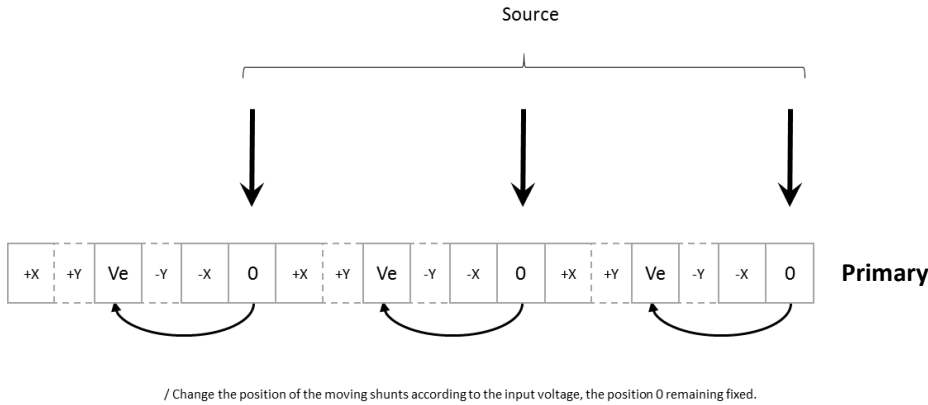 Source
+X +Y Ve -Y -X 0 +X +Y Ve -Y -X 0 +X +Y Ve -Y -X 0 Primary
/ Change the position of the moving shunts according to the input voltage, the position 0 remaining fixed.